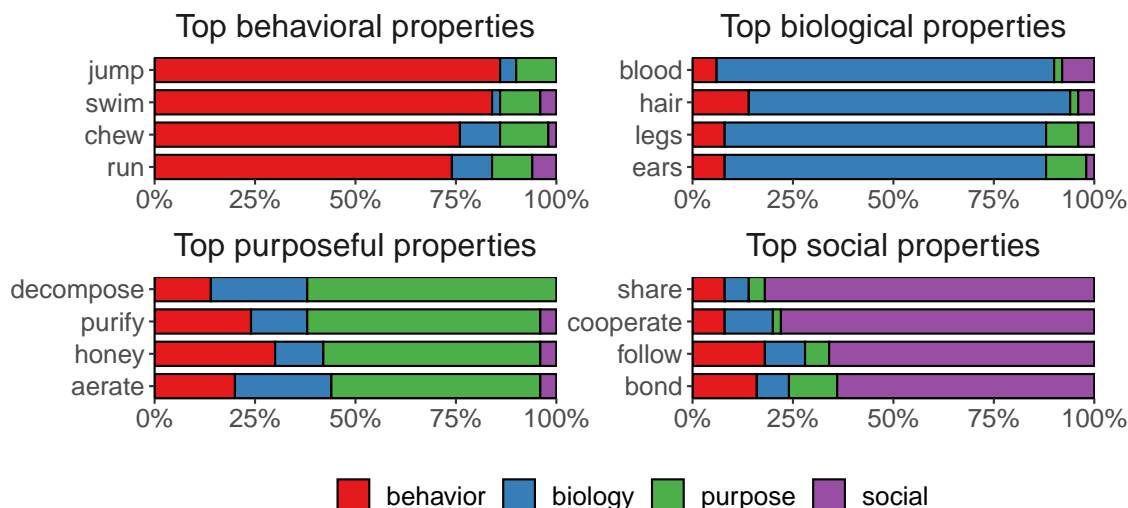 Top behavioral properties
jump
swim
chew
run
0% 25% 50% 75% 100%
Top biological properties
blood
hair
legs
ears
0% 25% 50% 75% 100%
Top purposeful properties
decompose
purify
honey
aerate
0% 25% 50% 75% 100%
Top social properties
share
cooperate
follow
bond
0% 25% 50% 75% 100%
behavior biology purpose social